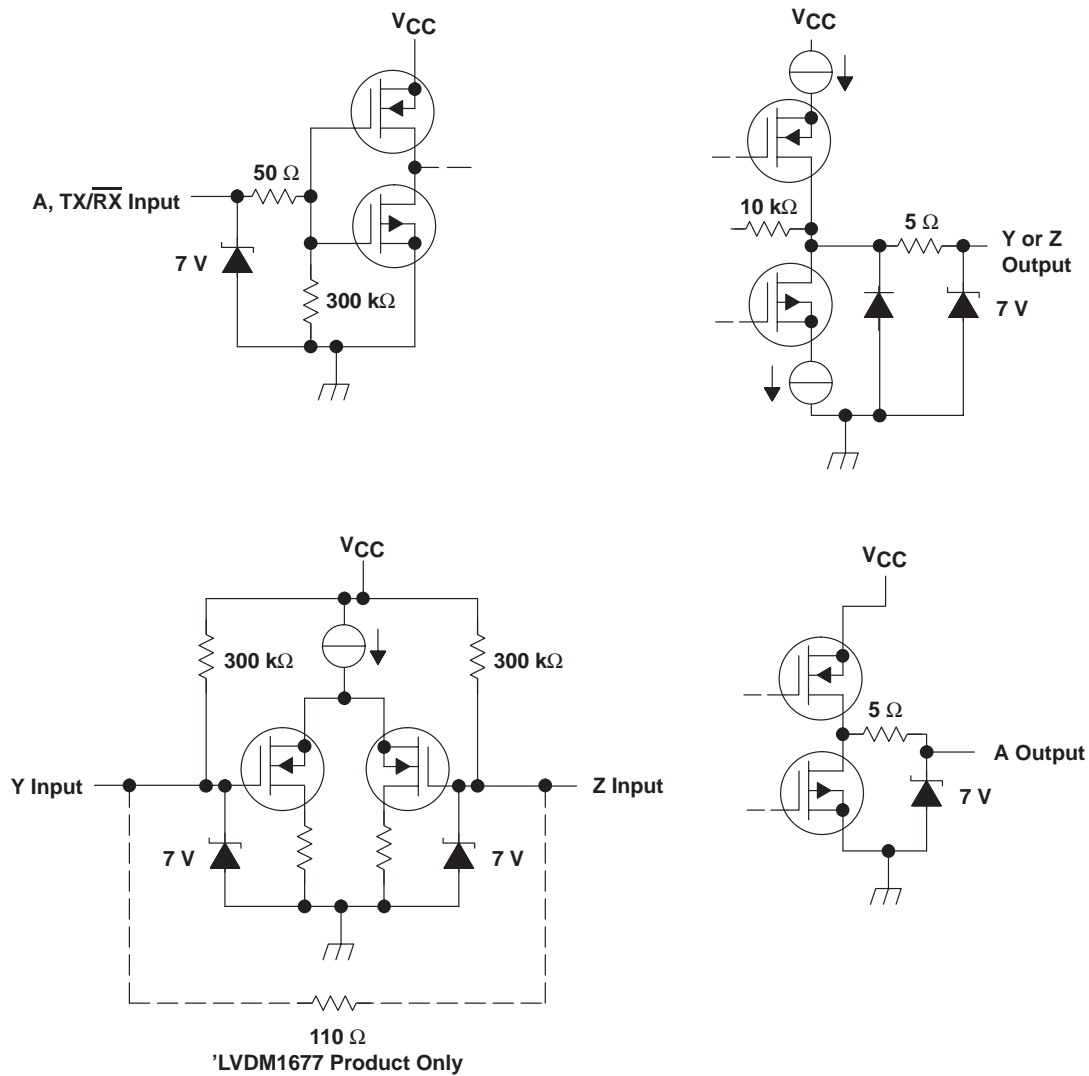 VCC
50 Ω
A, TX/R̅X̅ Input
7 V
300 kΩ
VCC
10 kΩ
5 Ω
Y or Z
Output
7 V
VCC
300 kΩ
300 kΩ
Y Input
Z Input
7 V
7 V
110 Ω
’LVDM1677 Product Only
VCC
5 Ω
A Output
7 V